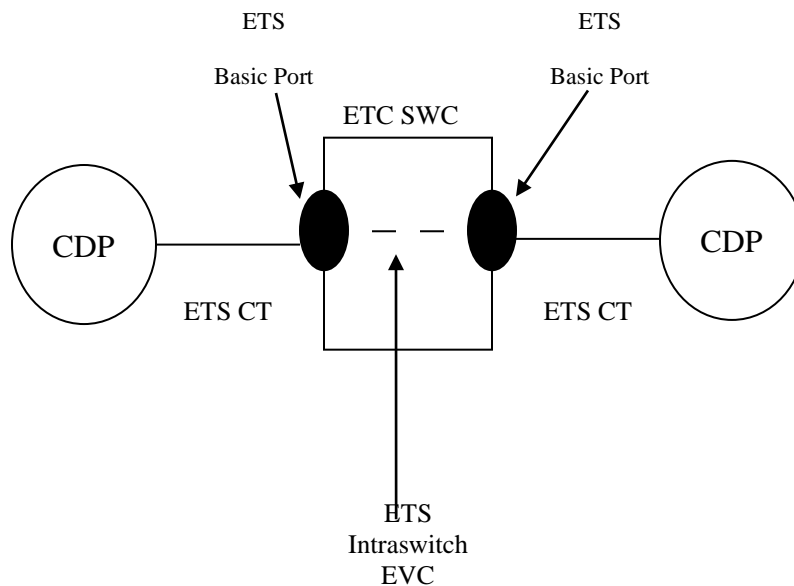 ETS
Basic Port
ETS
Basic Port
ETC SWC
CDP
CDP
ETS CT
ETS CT
ETS
Intraswitch
EVC